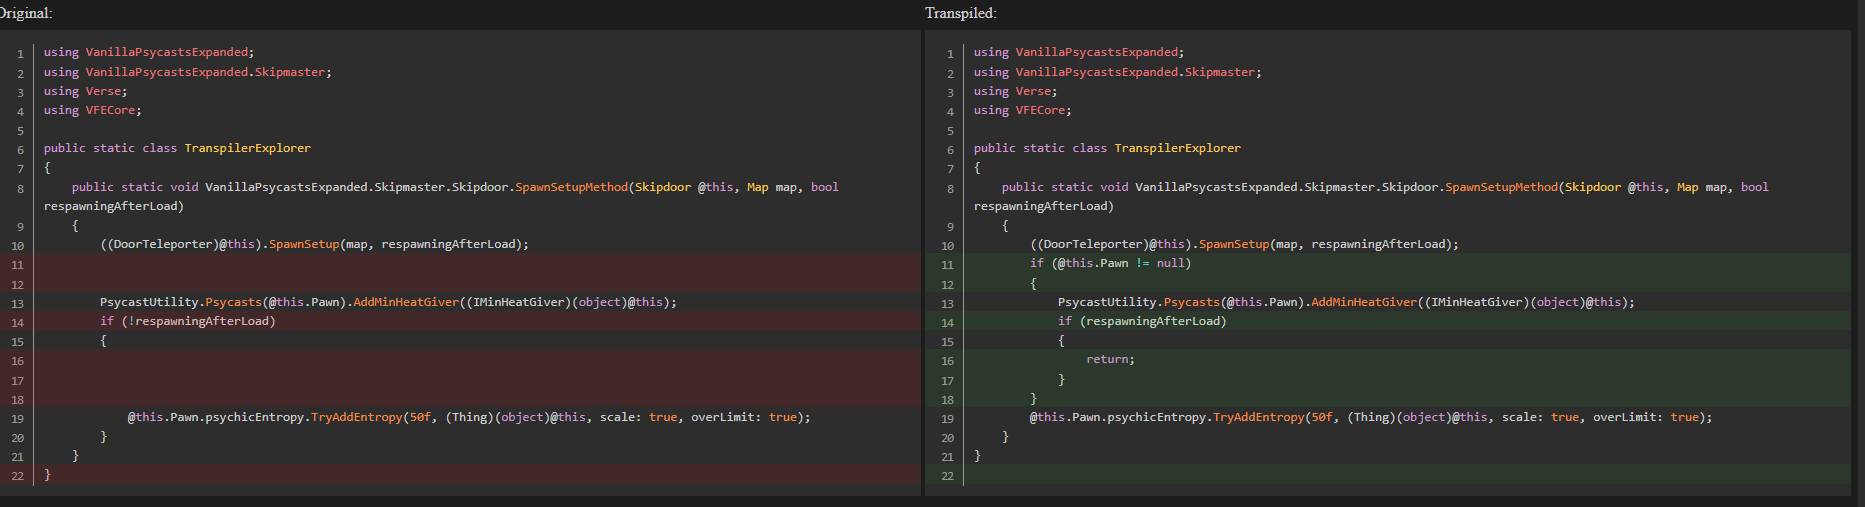 Original:
1 using VanillaPsycastsExpanded;
2 using VanillaPsycastsExpanded.Skipmaster;
3 using Verse;
4 using VFECore;
5
6 public static class TranspilerExplorer
7 {
8     public static void VanillaPsycastsExpanded.Skipmaster.Skipdoor.SpawnSetupMethod(Skipdoor @this, Map map, bool
respawningAfterLoad)
9     {
10         ((DoorTeleporter)@this).SpawnSetup(map, respawningAfterLoad);
11
12
13         PsycastUtility.Psycasts(@this.Pawn).AddMinHeatGiver((IMinHeatGiver)(object)@this);
14         if (!respawningAfterLoad)
15         {
16
17
18
19             @this.Pawn.psychicEntropy.TryAddEntropy(50f, (Thing)(object)@this, scale: true, overLimit: true);
20         }
21     }
22 }
Transpiled:
1 using VanillaPsycastsExpanded;
2 using VanillaPsycastsExpanded.Skipmaster;
3 using Verse;
4 using VFECore;
5
6 public static class TranspilerExplorer
7 {
8     public static void VanillaPsycastsExpanded.Skipmaster.Skipdoor.SpawnSetupMethod(Skipdoor @this, Map map, bool
respawningAfterLoad)
9     {
10         ((DoorTeleporter)@this).SpawnSetup(map, respawningAfterLoad);
11         if (@this.Pawn != null)
12         {
13             PsycastUtility.Psycasts(@this.Pawn).AddMinHeatGiver((IMinHeatGiver)(object)@this);
14             if (respawningAfterLoad)
15             {
16                 return;
17             }
18         }
19         @this.Pawn.psychicEntropy.TryAddEntropy(50f, (Thing)(object)@this, scale: true, overLimit: true);
20     }
21 }
22